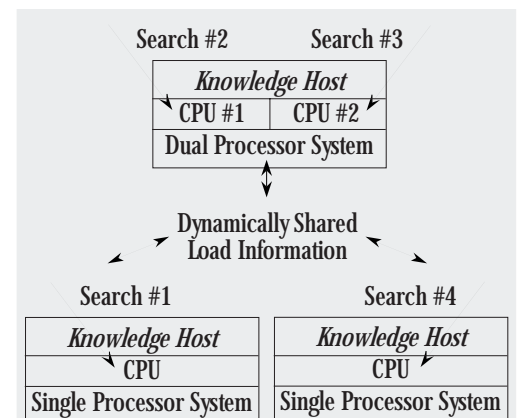 Search #2 Search #3
Knowledge Host
CPU #1 CPU #2
Dual Processor System
Dynamically Shared
Load Information
Search #1 Search #4
Knowledge Host Knowledge Host
CPU CPU
Single Processor System Single Processor System